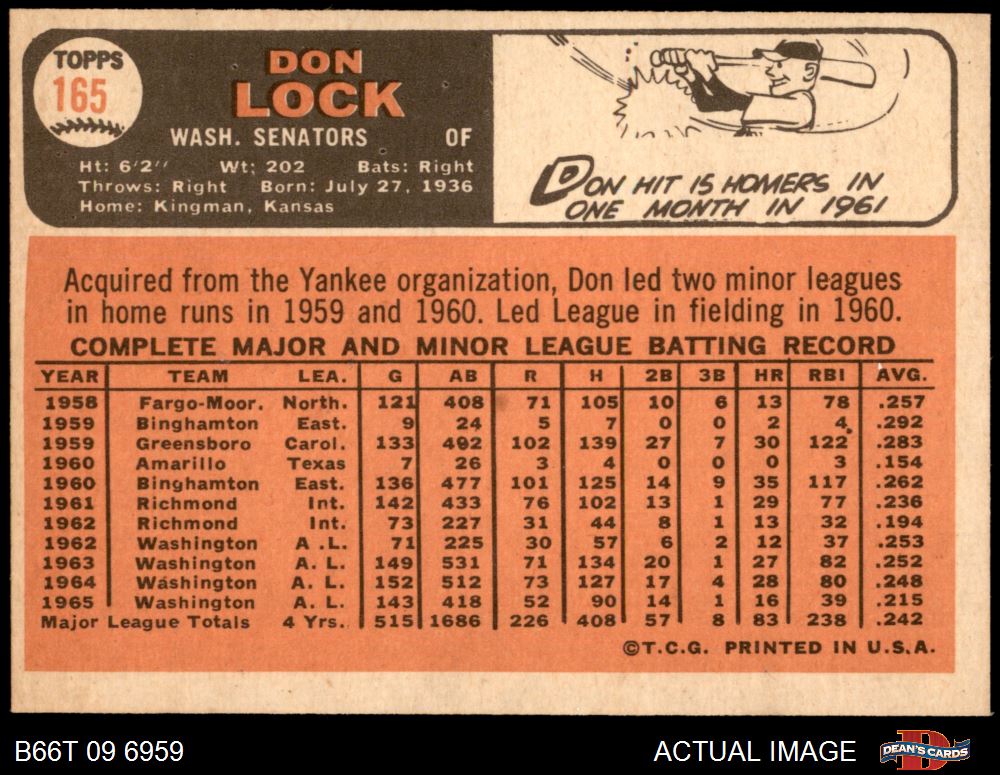 TOPPS
165
DON
LOCK
WASH. SENATORS OF
Ht: 6'2'' Wt: 202 Bats: Right
Throws: Right Born: July 27, 1936
Home: Kingman, Kansas
DON HIT 15 HOMERS IN
ONE MONTH IN 1961
Acquired from the Yankee organization, Don led two minor leagues
in home runs in 1959 and 1960. Led League in fielding in 1960.
COMPLETE MAJOR AND MINOR LEAGUE BATTING RECORD
YEAR TEAM LEA. G AB R H 2B 3B HR RBI AVG.
1958 Fargo-Moor. North. 121 408 71 105 10 6 13 78 .257
1959 Binghamton East. 9 24 5 7 0 0 2 4 .292
1959 Greensboro Carol. 133 492 102 139 27 7 30 122 .283
1960 Amarillo Texas 7 26 3 4 0 0 0 3 .154
1960 Binghamton East. 136 477 101 125 14 9 35 117 .262
1961 Richmond Int. 142 433 76 102 13 1 29 77 .236
1962 Richmond Int. 73 227 31 44 8 1 13 32 .194
1962 Washington A .L. 71 225 30 57 6 2 12 37 .253
1963 Washington A. L. 149 531 71 134 20 1 27 82 .252
1964 Washington A. L. 152 512 73 127 17 4 28 80 .248
1965 Washington A. L. 143 418 52 90 14 1 16 39 .215
Major League Totals 4 Yrs. 515 1686 226 408 57 8 83 238 .242
©T.C.G. PRINTED IN U.S.A.
B66T 09 6959 ACTUAL IMAGE DEAN'S CARDS